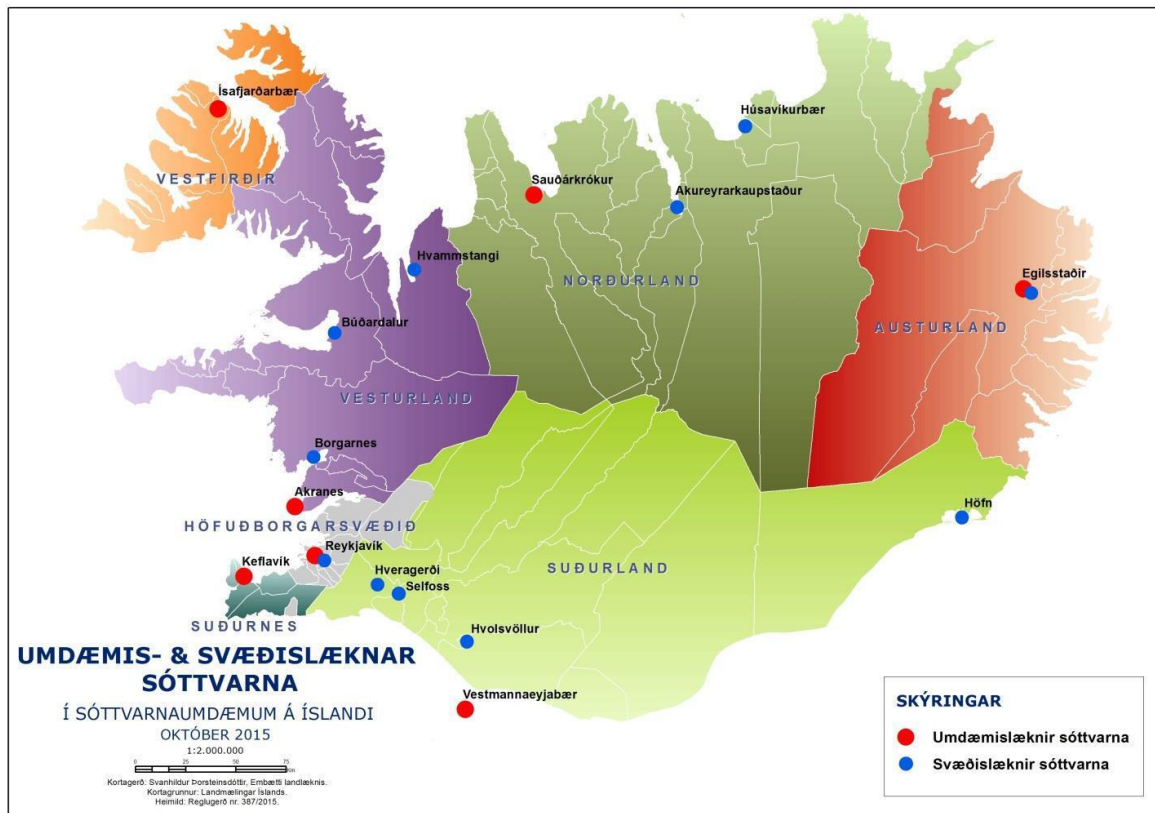 Ísafjarðarbær
VESTFIRÐIR
Húsavíkurbær
Sauðárkrókur
Akureyrarkaupstaður
Hvammstangi
NORÐURLAND
Egilsstaðir
Búðardalur
AUSTURLAND
VESTURLAND
Borgarnes
Akranes
Höfn
HÖFUÐBORGARSVÆÐIÐ
Reykjavík
Keflavík
Hveragerði
Selfoss
SUÐURLAND
SUÐURNES
Hvolsvöllur
Vestmannaeyjabær
UMDÆMIS- & SVÆÐISLÆKNAR
SÓTTVARNA
Í SÓTTVARNAUMDÆMUM Á ÍSLANDI
OKTÓBER 2015
1:2.000.000
0 25 50 75
Km
Kortagerð: Svanhildur Þorsteinsdóttir, Embætti landlæknis.
Kortagrunnur: Landmælingar Íslands.
Heimild: Reglugerð nr. 387/2015.
SKÝRINGAR
Umdæmislæknir sóttvarna
Svæðislæknir sóttvarna